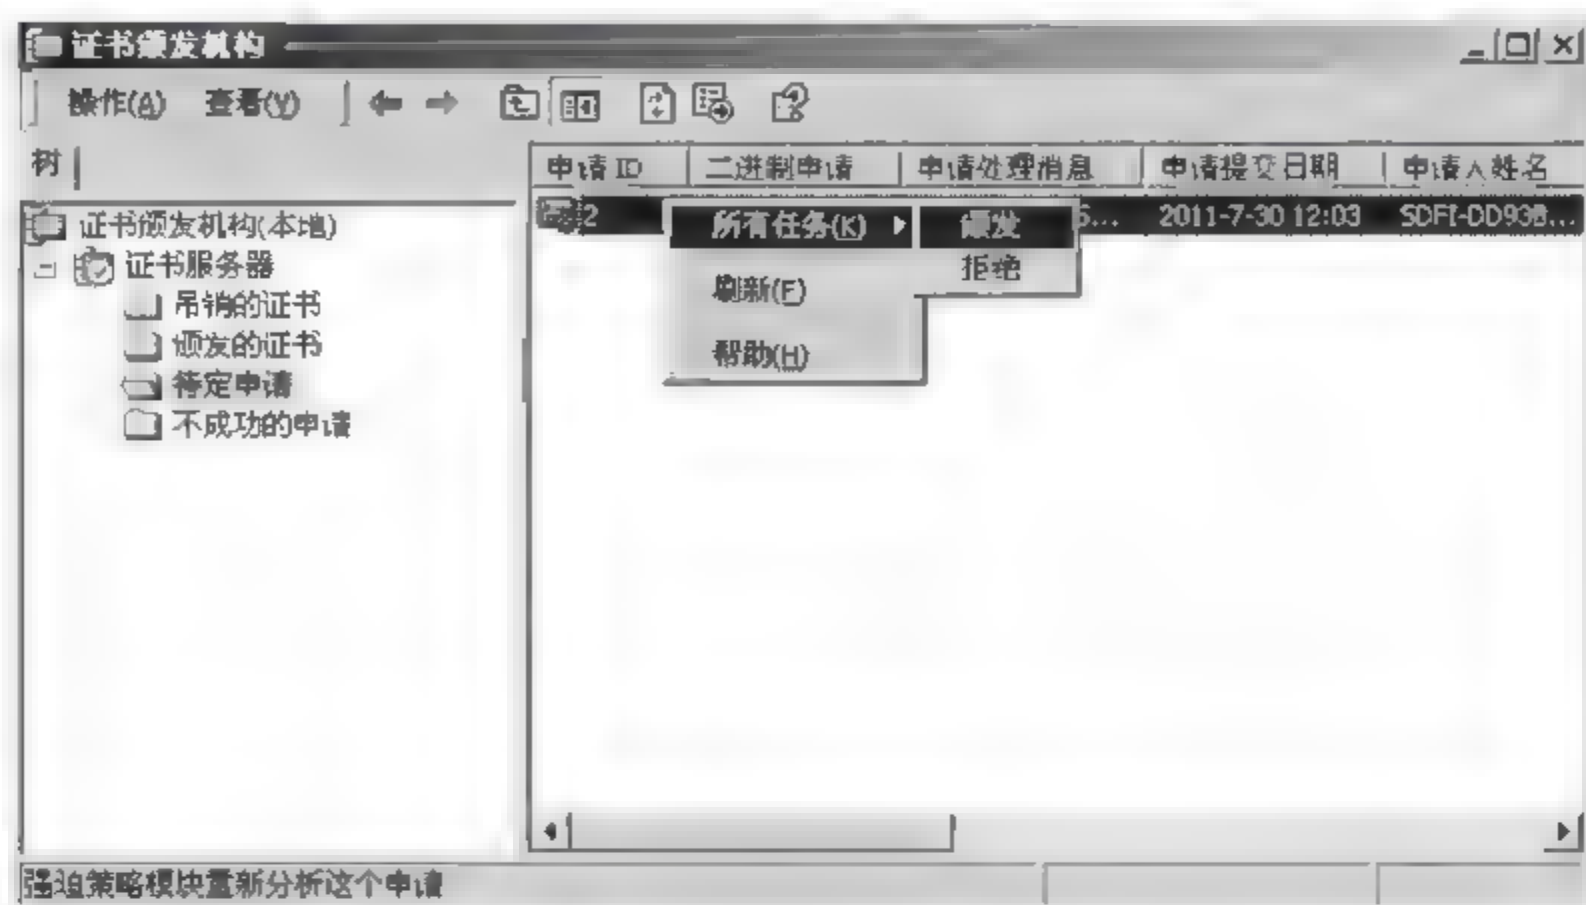 证书颁发机构
操作(A) 查看(V)
树
申请 ID 二进制申请 申请处理消息 申请提交日期 申请人姓名
证书颁发机构(本地)
证书服务器
吊销的证书
颁发的证书
待定申请
不成功的申请
2 2011-7-30 12:03 SDFI-DD93B...
所有任务(K) 颁发
拒绝
刷新(F)
帮助(H)
强迫策略模块重新分析这个申请